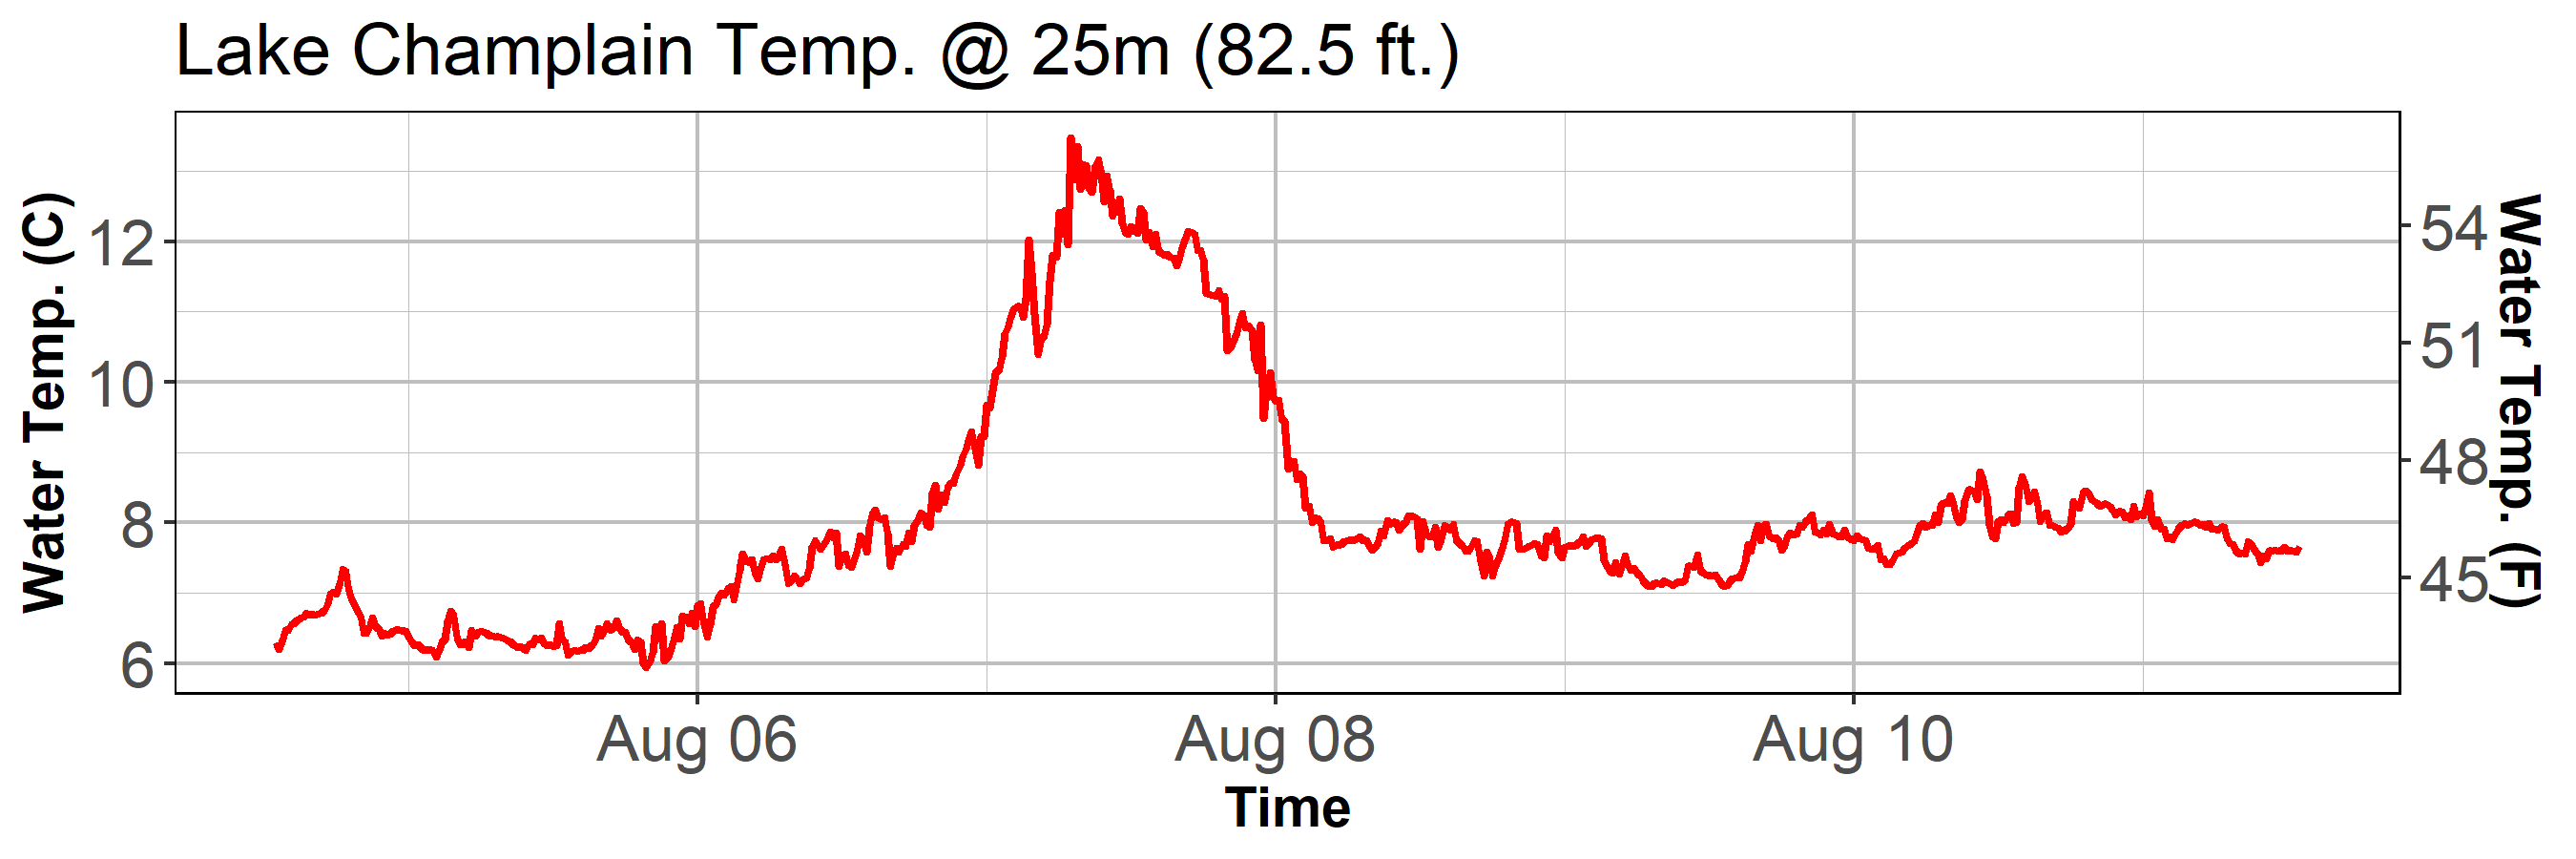 Lake Champlain Temp. @ 25m (82.5 ft.)
Water Temp. (C)
12
10
8
6
54
51
48
45
Water Temp. (F)
Aug 06 Aug 08 Aug 10
Time